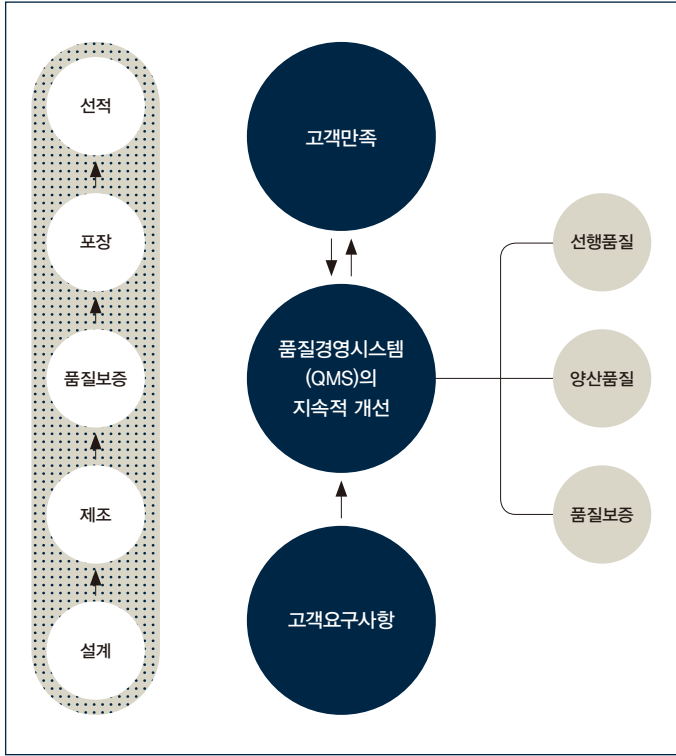 선적
포장
품질보증
제조
설계
고객만족
품질경영시스템
(QMS)의
지속적 개선
고객요구사항
선행품질
양산품질
품질보증